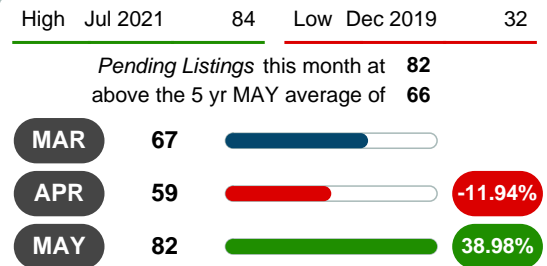 High Jul 2021 84 Low Dec 2019 32
Pending Listings this month at 82
above the 5 yr MAY average of 66
MAR 67
APR 59 -11.94%
MAY 82 38.98%